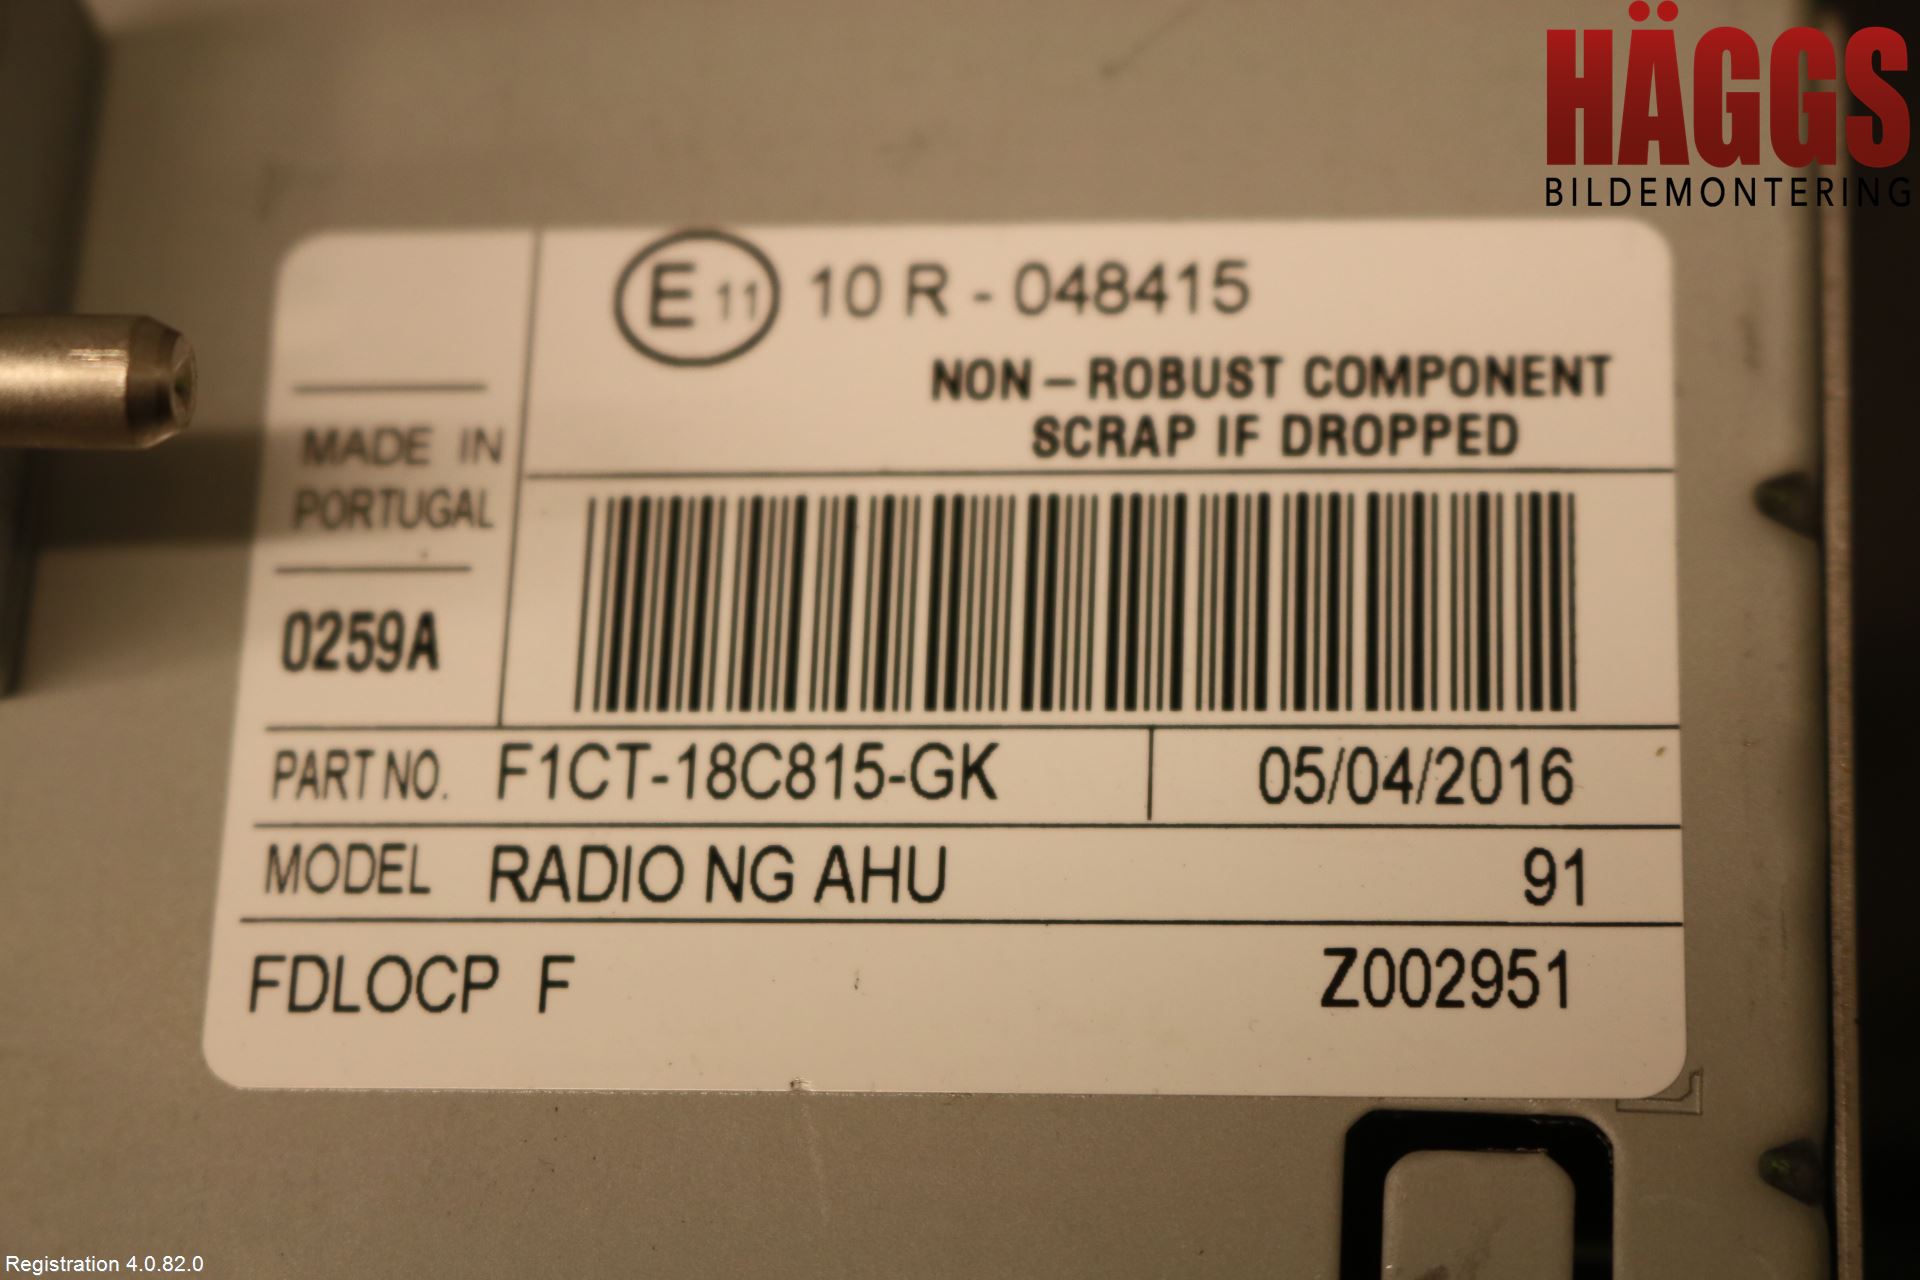 HÄGGS
BILDEMONTERING
E 11 10 R - 048415
NON - ROBUST COMPONENT
SCRAP IF DROPPED
MADE IN
PORTUGAL
0259A
PART NO. F1CT-18C815-GK 05/04/2016
MODEL RADIO NG AHU 91
FDLOCP F Z002951
Registration 4.0.82.0